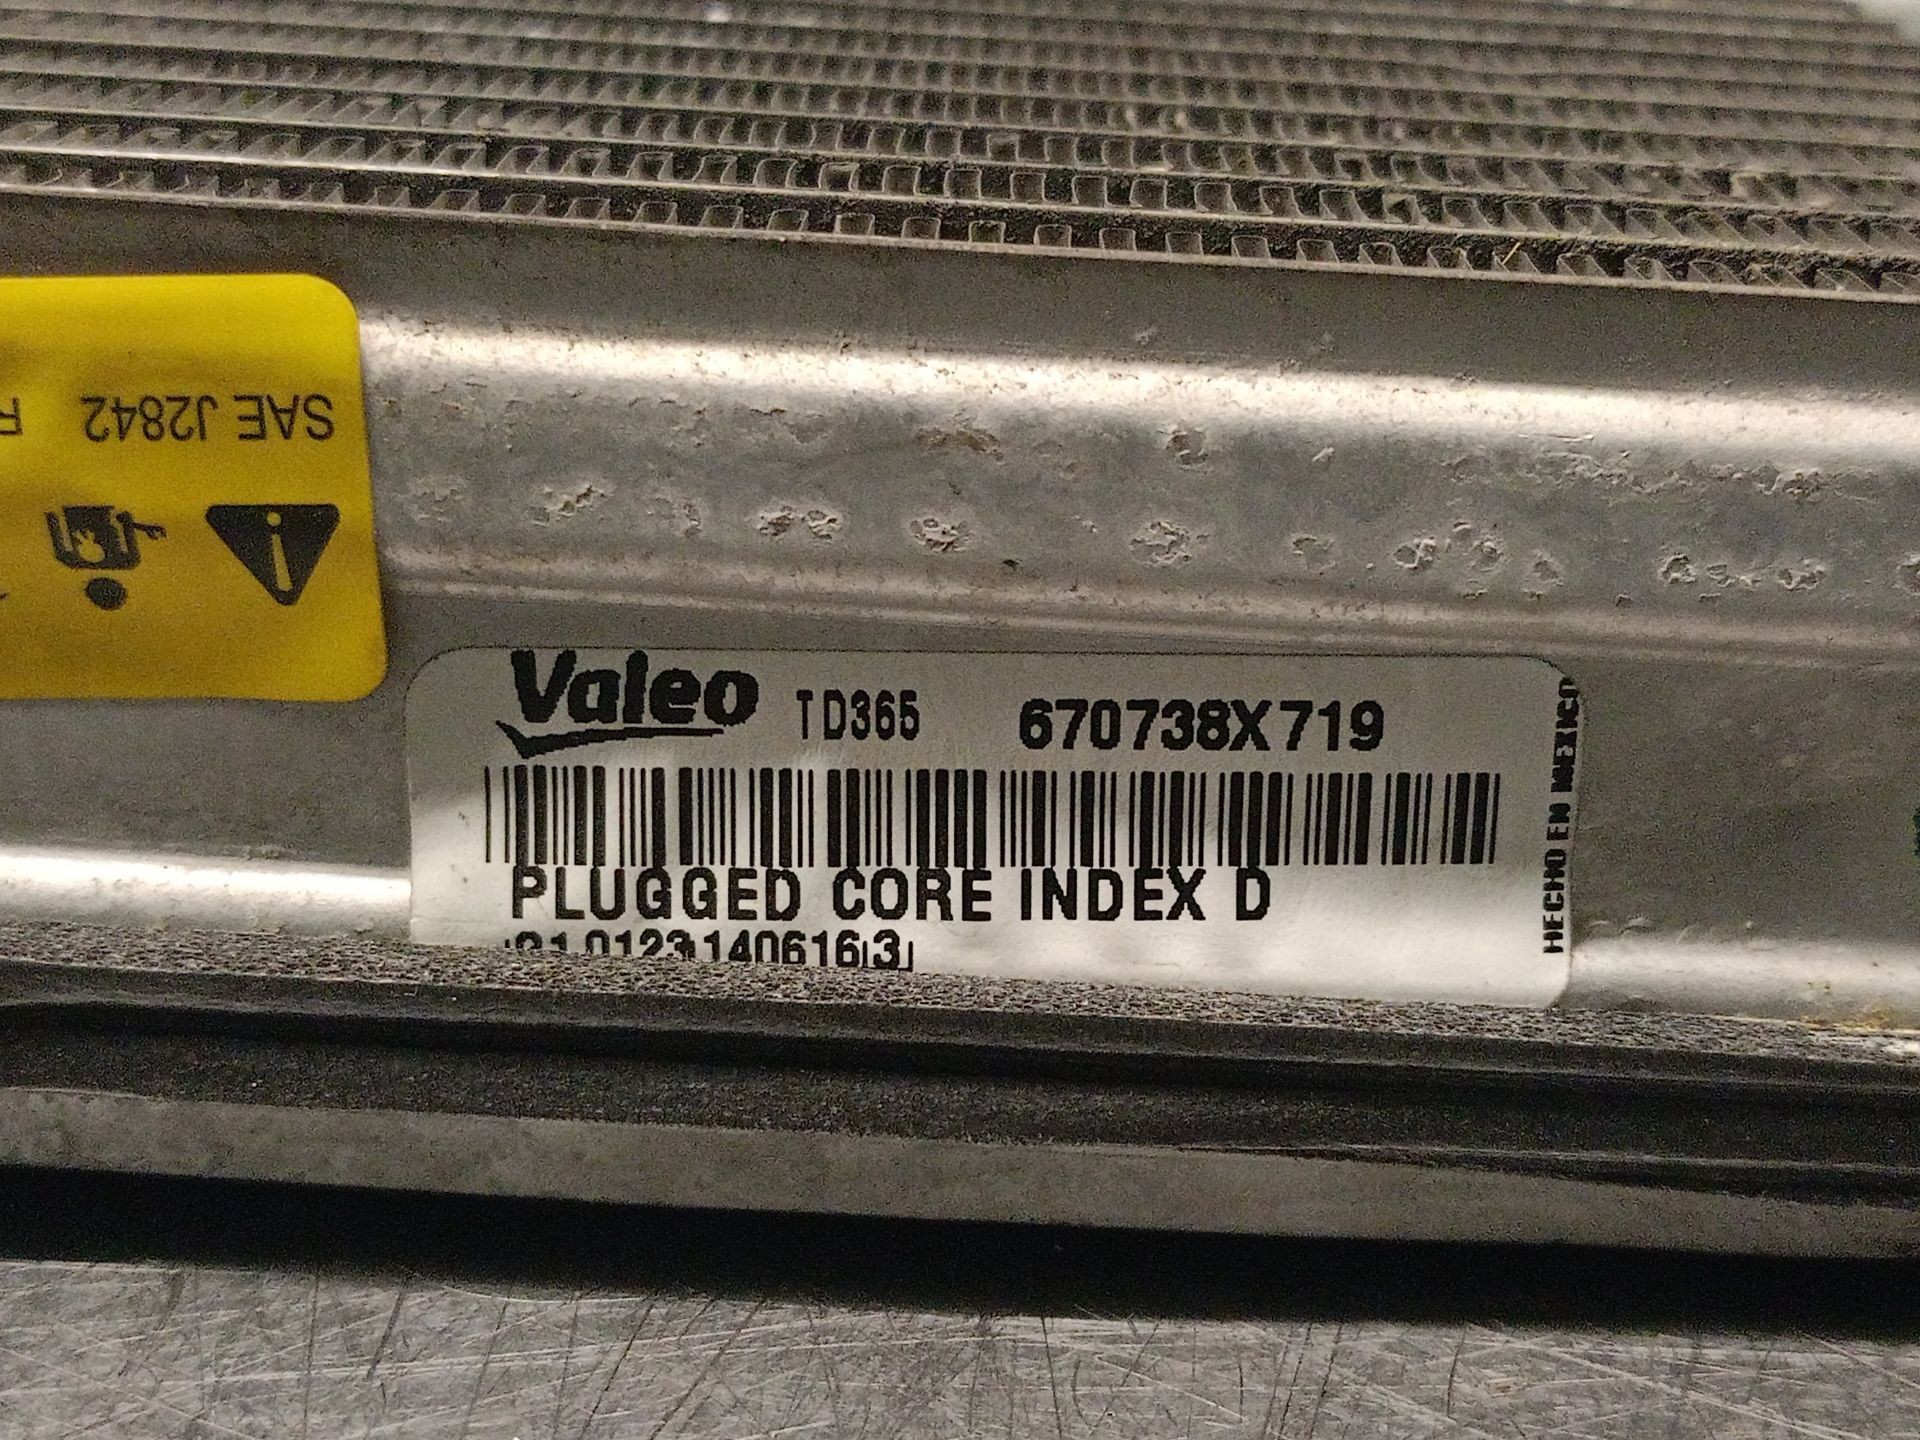 SAE J2842
R
Valeo TD365 670738X719
PLUGGED CORE INDEX D
HECHO EN MEXICO